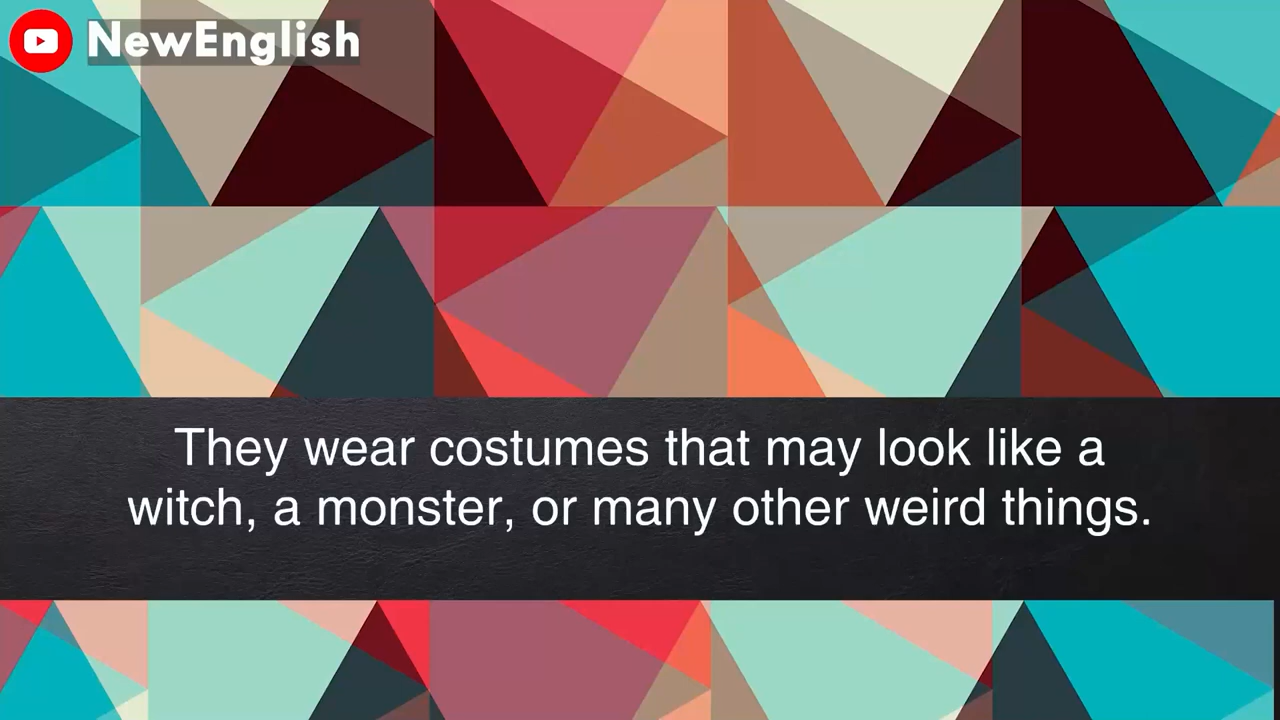 NewEnglish
They wear costumes that may look like a
witch, a monster, or many other weird things.